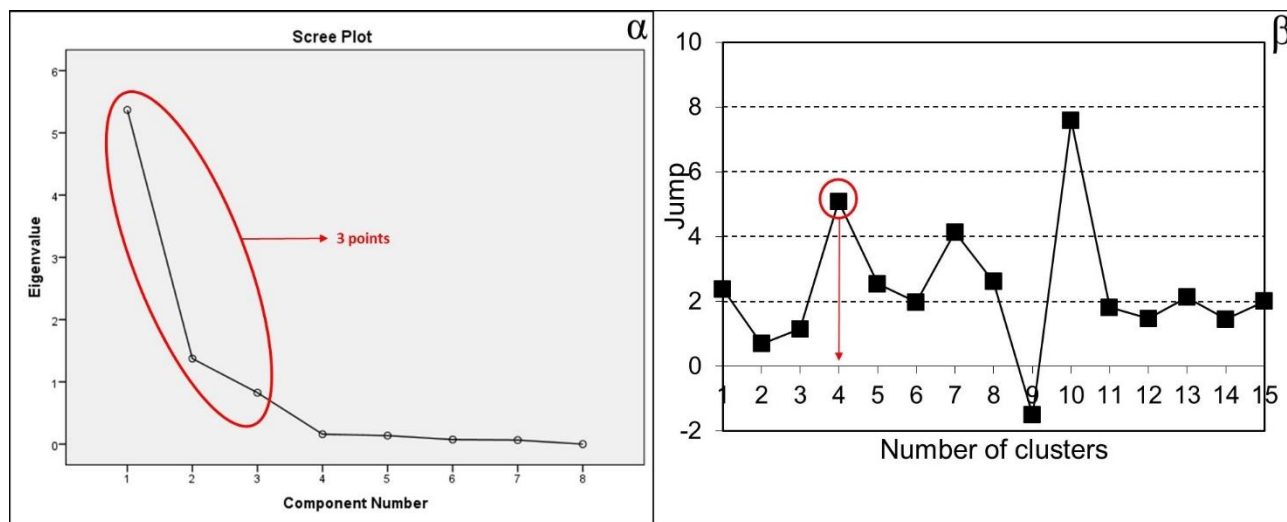 α
Scree Plot
6
5
4
3
2
1
0
Eigenvalue
3 points
1 2 3 4 5 6 7 8
Component Number
β
10
8
6
4
2
0
-2
Jump
1 2 3 4 5 6 7 8 9 10 11 12 13 14 15
Number of clusters